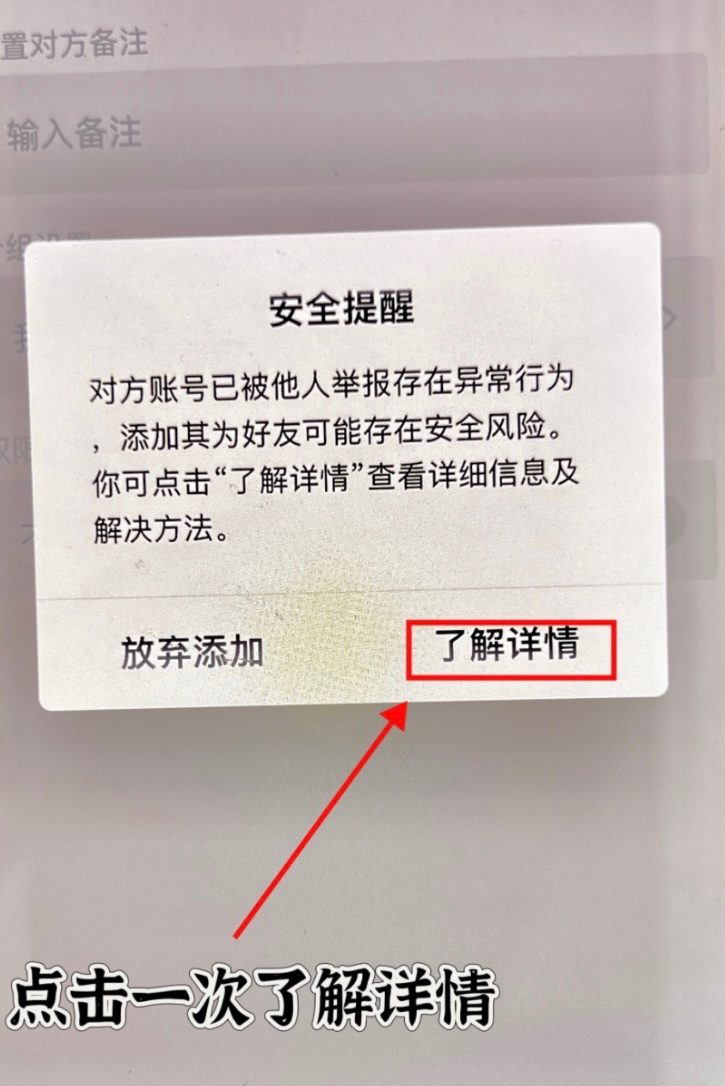 置对方备注
输入备注
安全提醒
对方账号已被他人举报存在异常行为
，添加其为好友可能存在安全风险。
你可点击“了解详情”查看详细信息及
解决方法。
放弃添加
了解详情
点击一次了解详情